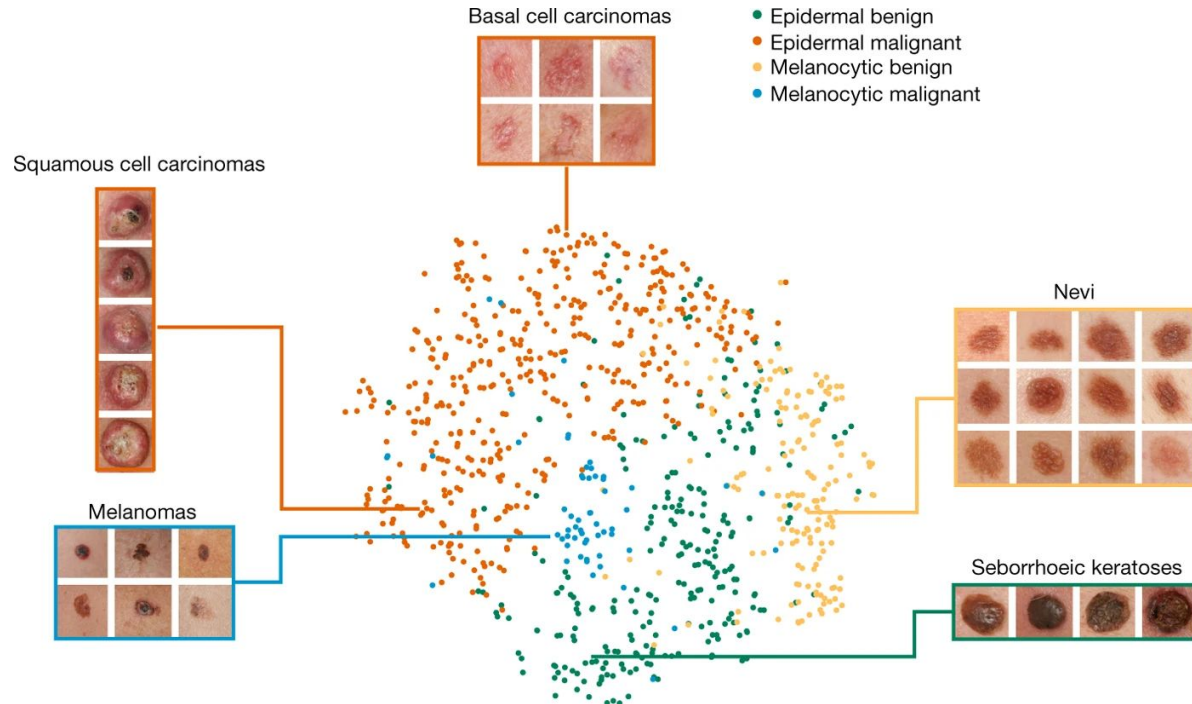 Basal cell carcinomas
Epidermal benign
Epidermal malignant
Melanocytic benign
Melanocytic malignant
Squamous cell carcinomas
Nevi
Melanomas
Seborrhoeic keratoses